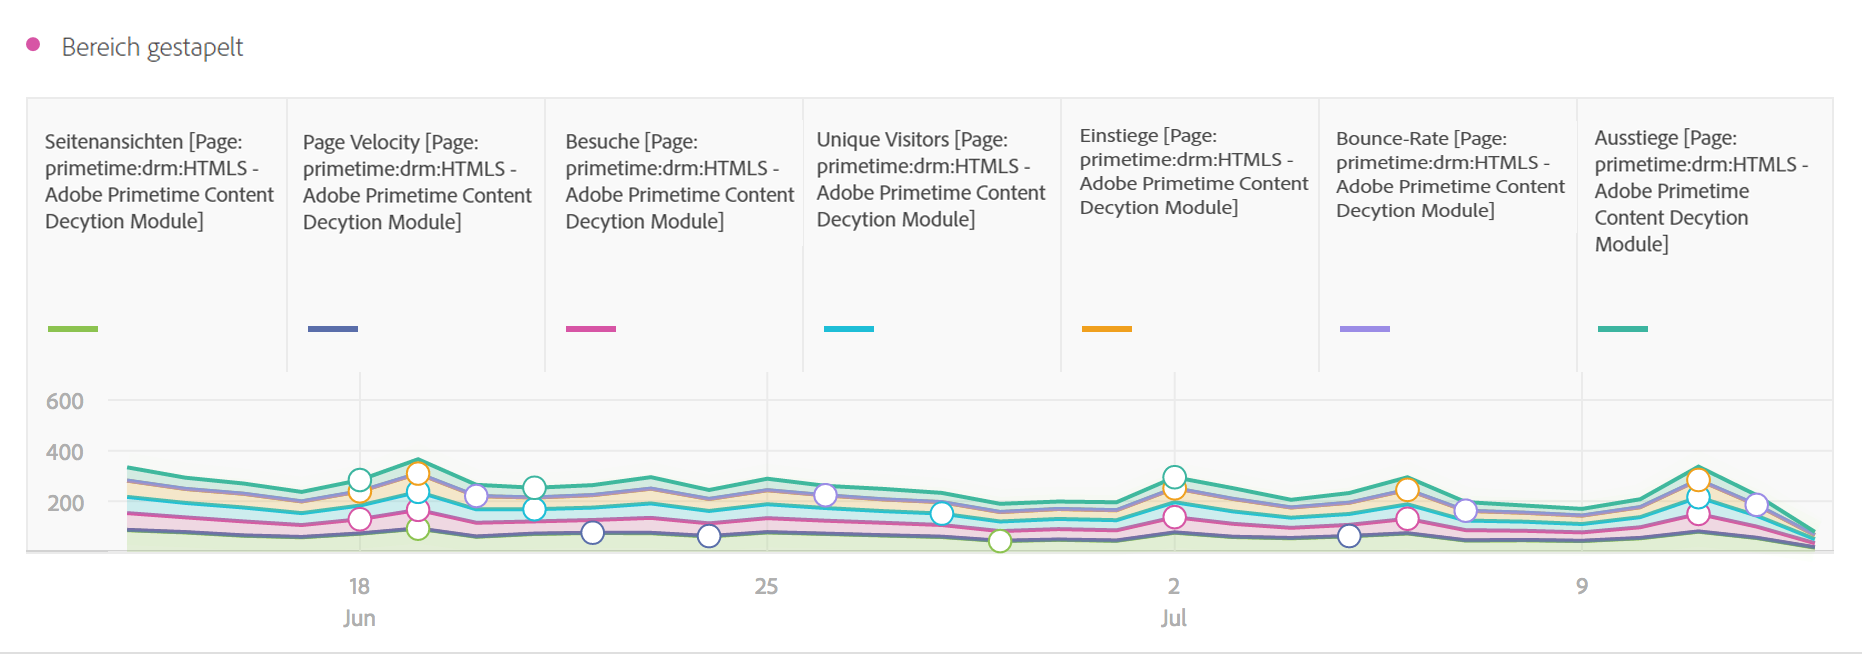 Bereich gestapelt
Seitenansichten [Page:
primetime:drm:HTMLS -
Adobe Primetime Content
Decytion Module]
Page Velocity [Page:
primetime:drm:HTMLS -
Adobe Primetime Content
Decytion Module]
Besuche [Page:
primetime:drm:HTMLS -
Adobe Primetime Content
Decytion Module]
Unique Visitors [Page:
primetime:drm:HTMLS -
Adobe Primetime Content
Decytion Module]
Einstiege [Page:
primetime:drm:HTMLS -
Adobe Primetime Content
Decytion Module]
Bounce-Rate [Page:
primetime:drm:HTMLS -
Adobe Primetime Content
Decytion Module]
Ausstiege [Page:
primetime:drm:HTMLS -
Adobe Primetime
Content Decytion
Module]
600
400
200
18 25 2 9
Jun Jul